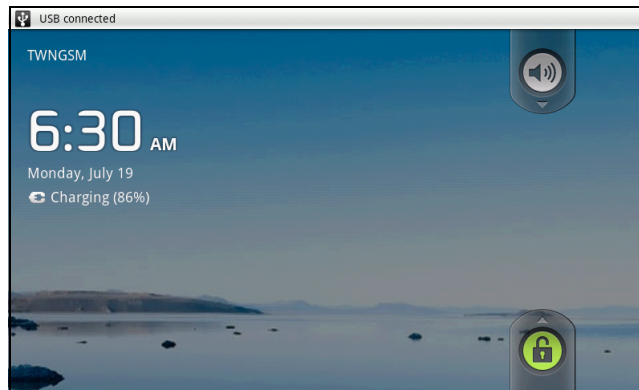 USB connected
TWNGSM
6:30 AM
Monday, July 19
Charging (86%)